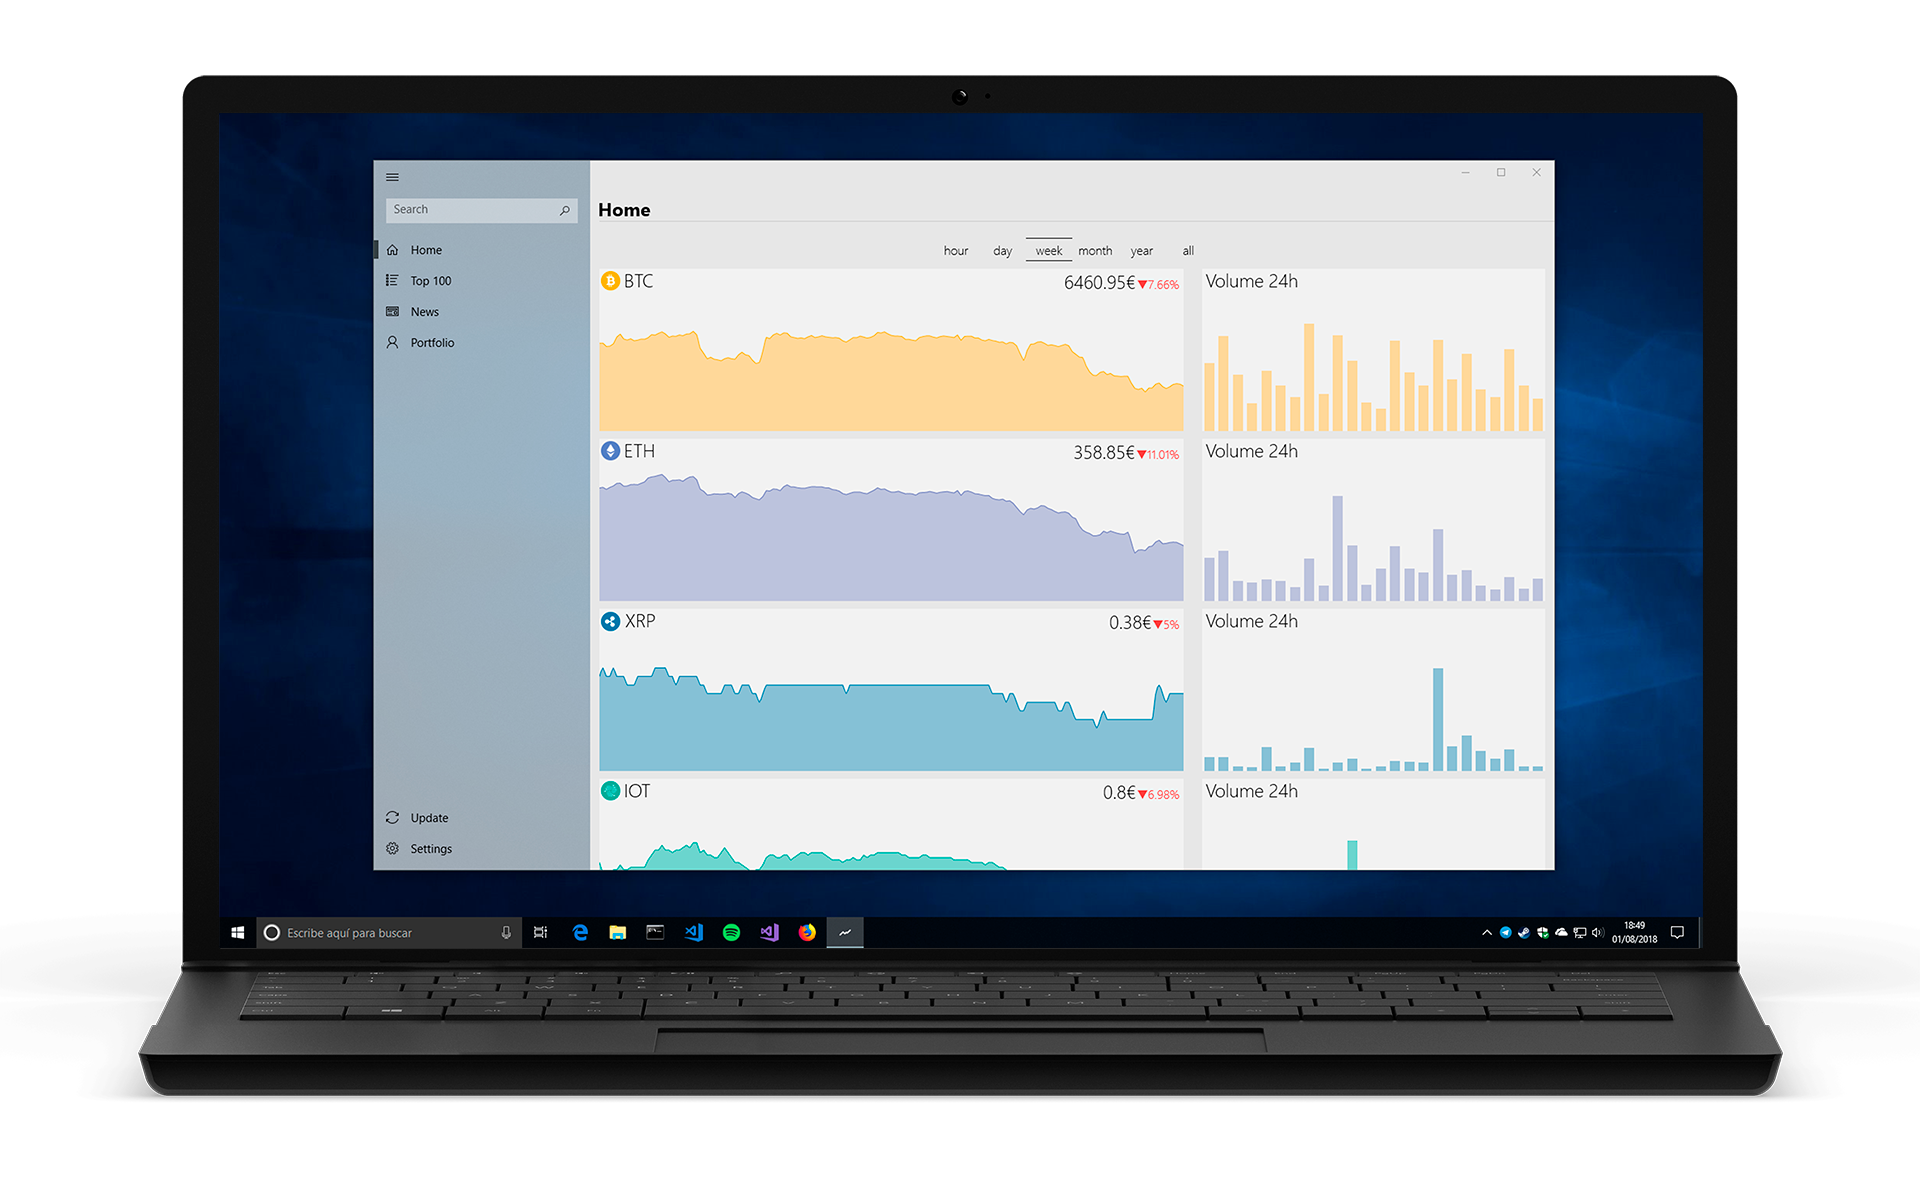 Search
Home
Top 100
News
Portfolio
Update
Settings
Home
hour day week month year all
BTC 6460.95€▼7.66%
Volume 24h
ETH 358.85€▼11.01%
Volume 24h
XRP 0.38€▼5%
Volume 24h
IOT 0.8€▼6.98%
Volume 24h
Escribe aquí para buscar
18:49
01/08/2018